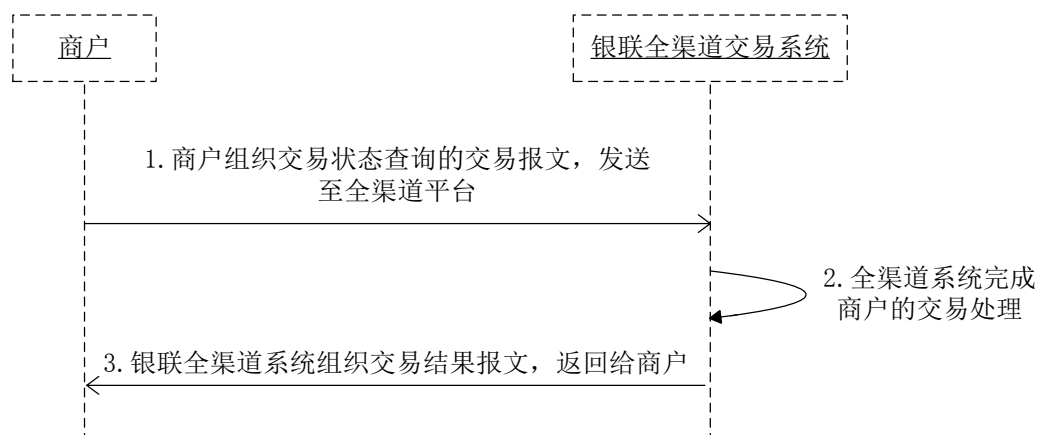 商户
银联全渠道交易系统
1.商户组织交易状态查询的交易报文，发送
至全渠道平台
2.全渠道系统完成
商户的交易处理
3.银联全渠道系统组织交易结果报文，返回给商户